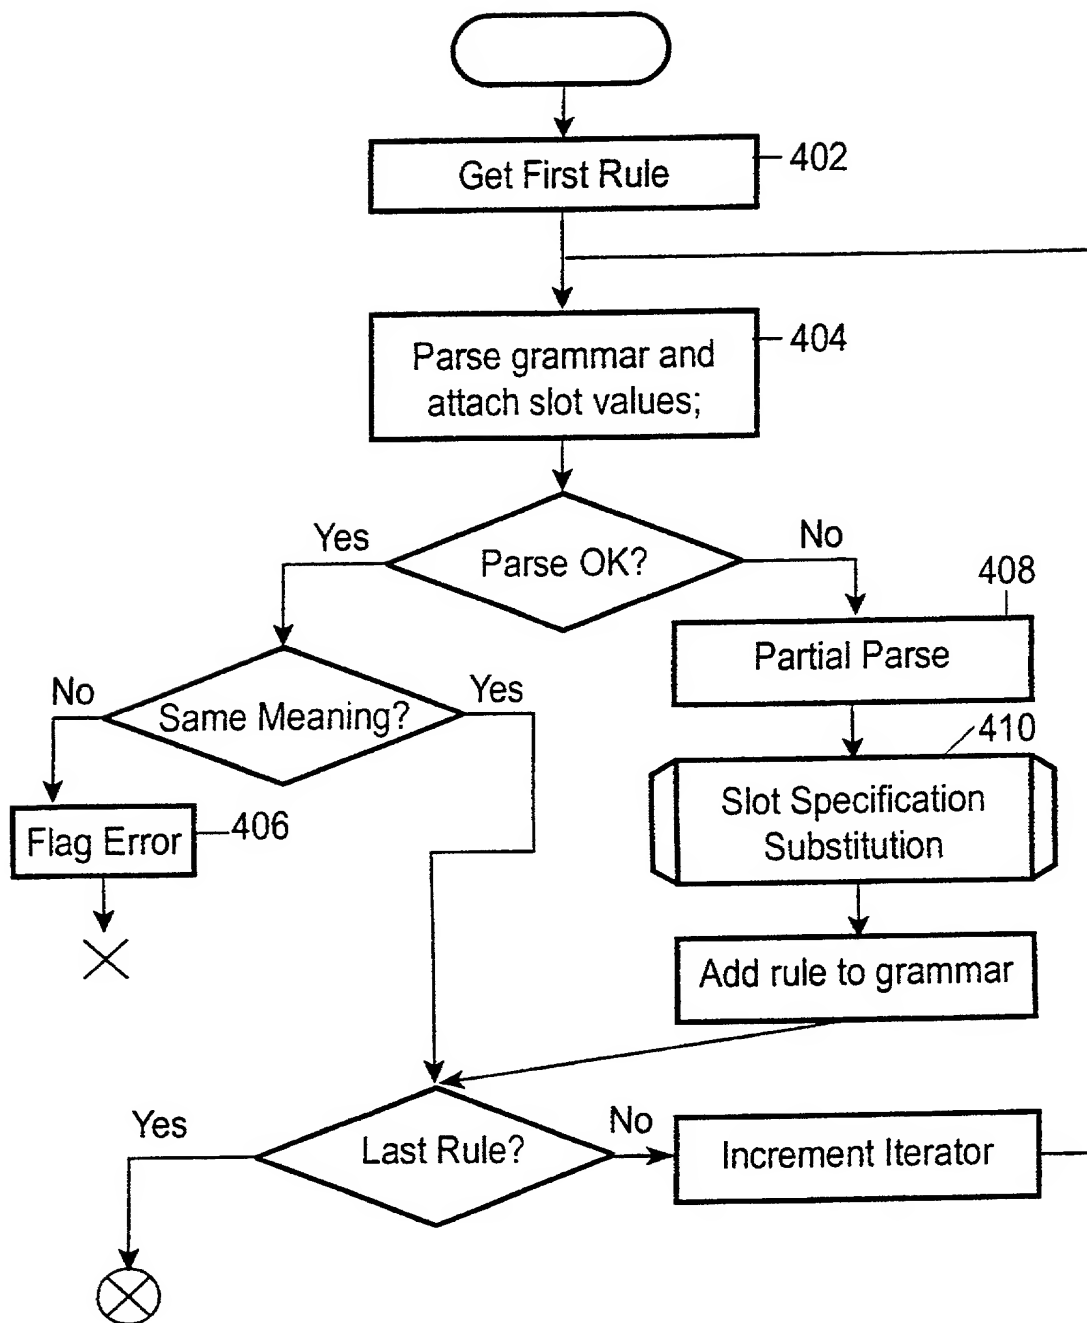 Get First Rule
402
Parse grammar and
attach slot values;
404
Yes
Parse OK?
No
408
Partial Parse
No
Same Meaning?
Yes
410
Slot Specification
Substitution
Flag Error
406
Add rule to grammar
Yes
Last Rule?
No
Increment Iterator